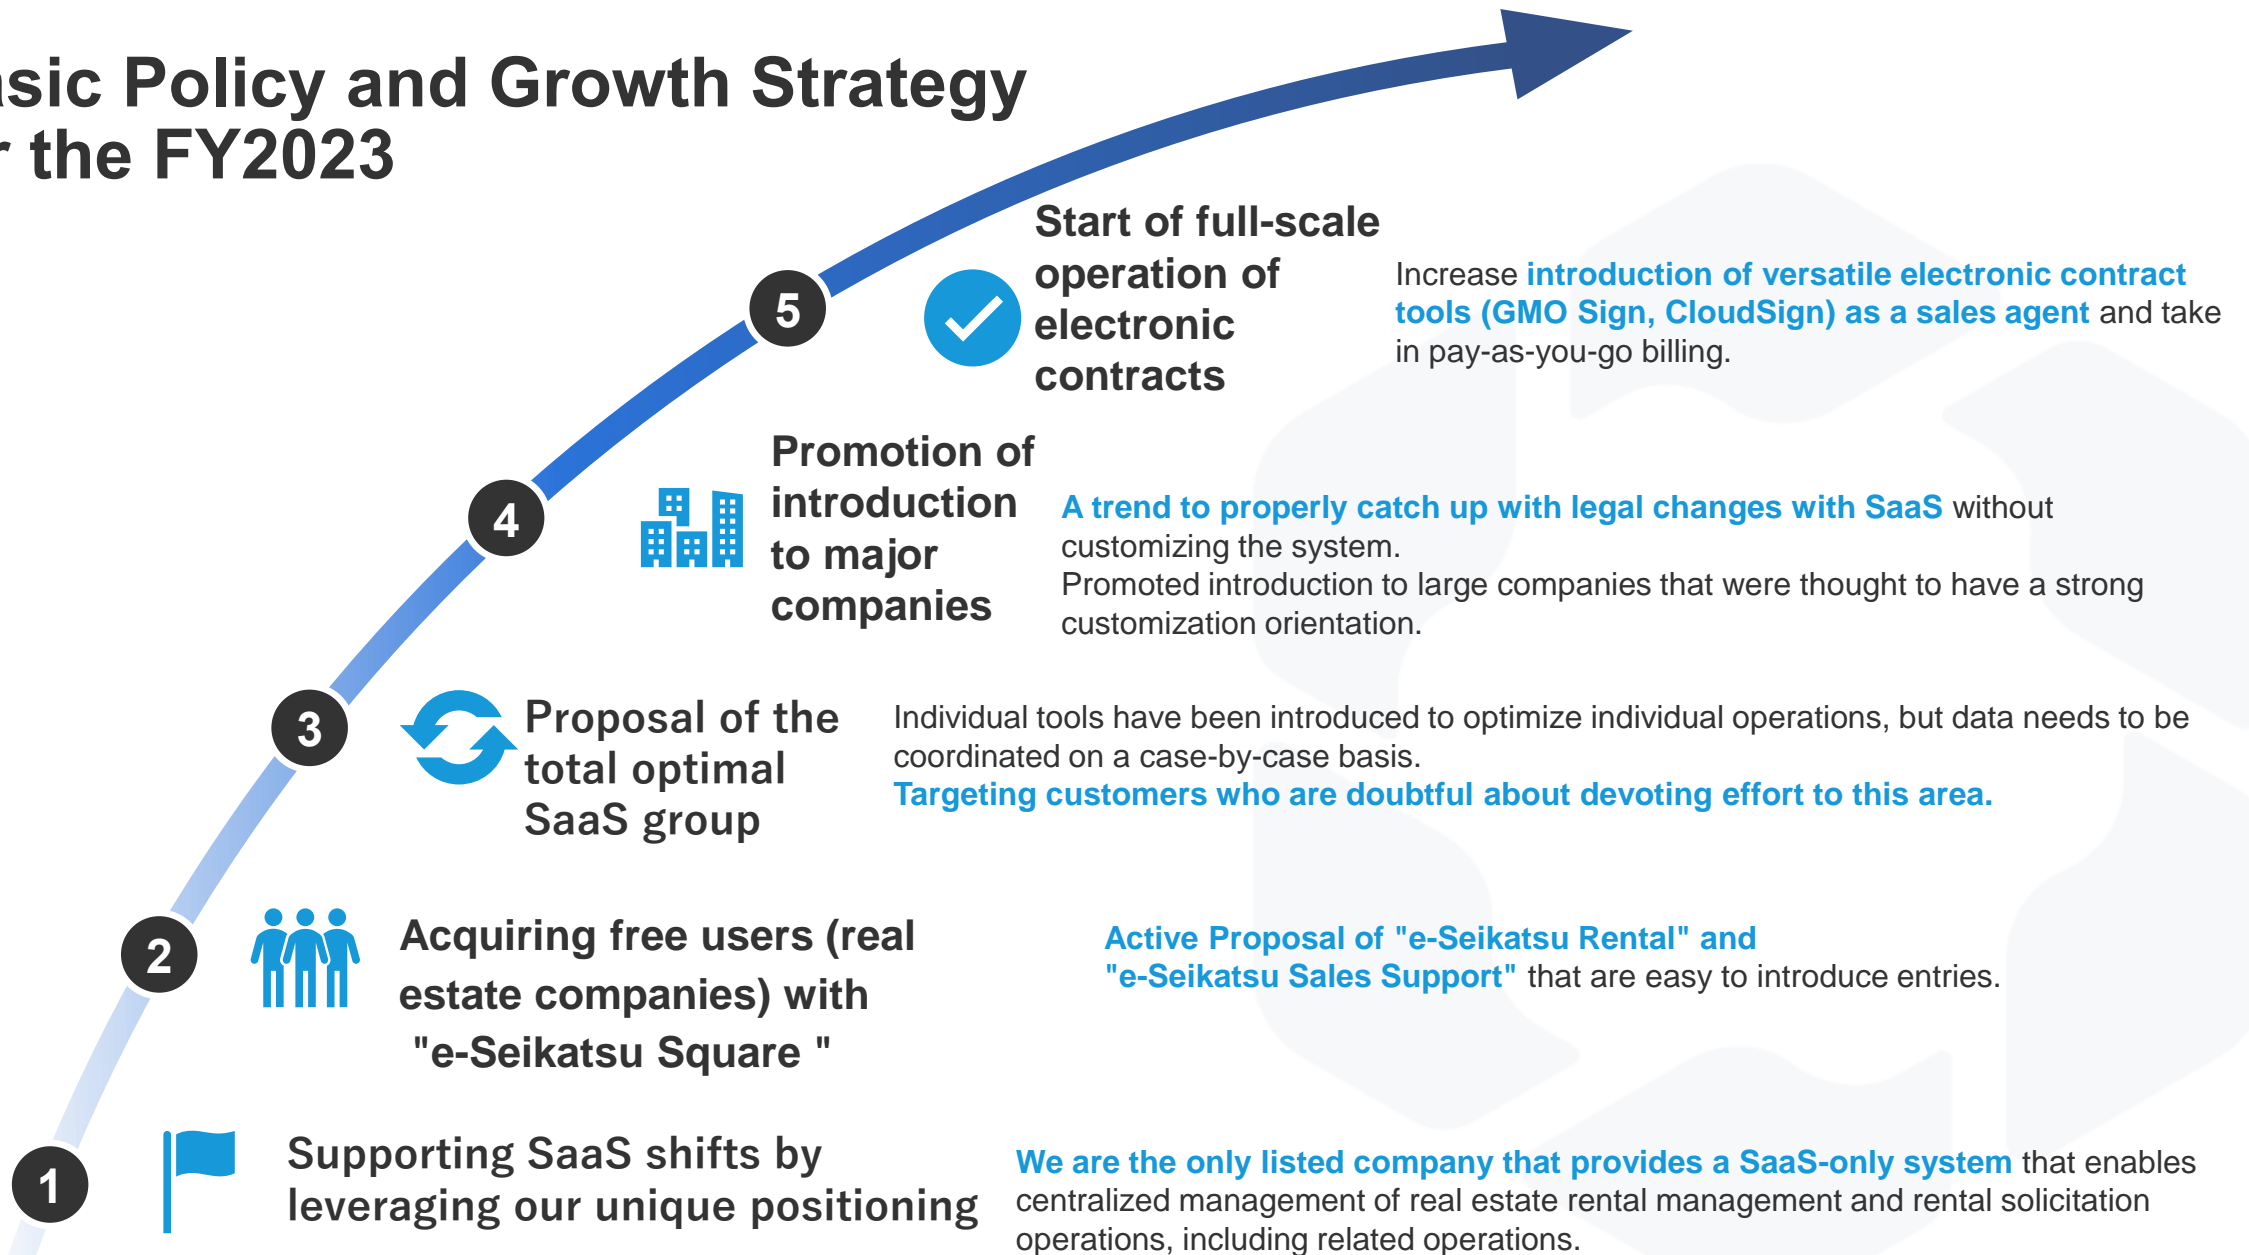 asic Policy and Growth Strategy
r the FY2023
5
Start of full-scale
operation of
electronic
contracts
Increase introduction of versatile electronic contract
tools (GMO Sign, CloudSign) as a sales agent and take
in pay-as-you-go billing.
4
Promotion of
introduction
to major
companies
A trend to properly catch up with legal changes with SaaS without
customizing the system.
Promoted introduction to large companies that were thought to have a strong
customization orientation.
3
Proposal of the
total optimal
SaaS group
Individual tools have been introduced to optimize individual operations, but data needs to be
coordinated on a case-by-case basis.
Targeting customers who are doubtful about devoting effort to this area.
2
Acquiring free users (real
estate companies) with
"e-Seikatsu Square "
Active Proposal of "e-Seikatsu Rental" and
"e-Seikatsu Sales Support" that are easy to introduce entries.
1
Supporting SaaS shifts by
leveraging our unique positioning
We are the only listed company that provides a SaaS-only system that enables
centralized management of real estate rental management and rental solicitation
operations, including related operations.